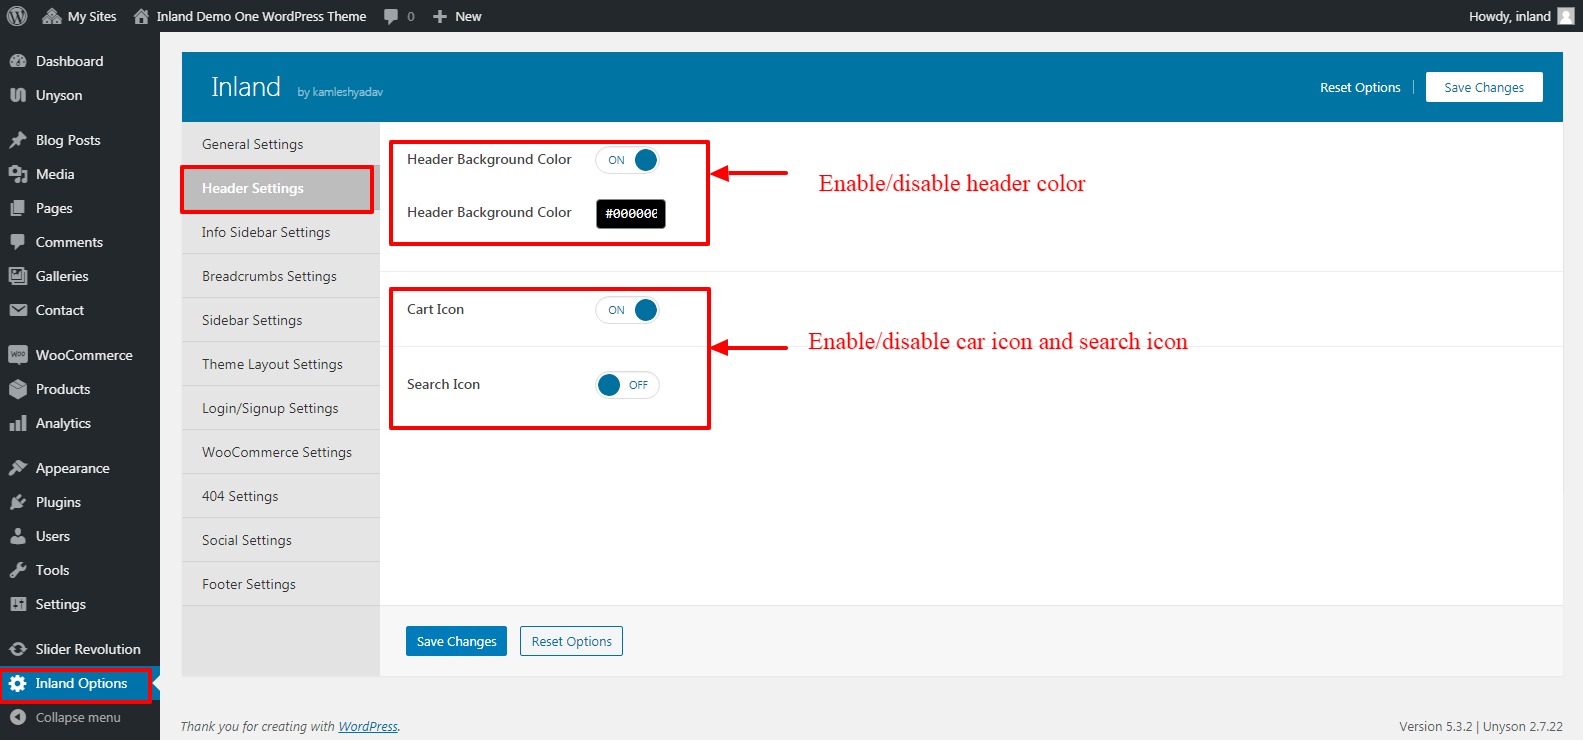 My Sites Inland Demo One WordPress Theme 0 New Howdy, inland
Dashboard
Unyson
Blog Posts
Media
Pages
Comments
Galleries
Contact
WOO WooCommerce
Products
Analytics
Appearance
Plugins
Users
Tools
Settings
Slider Revolution
Inland Options
Collapse menu
Inland by kamleshyadav Reset Options | Save Changes
General Settings
Header Settings
Info Sidebar Settings
Breadcrumbs Settings
Sidebar Settings
Theme Layout Settings
Login/Signup Settings
WooCommerce Settings
404 Settings
Social Settings
Footer Settings
Header Background Color ON
Enable/disable header color
Header Background Color #000000
Cart Icon ON
Enable/disable car icon and search icon
Search Icon OFF
Save Changes Reset Options
Thank you for creating with WordPress. Version 5.3.2 | Unyson 2.7.22